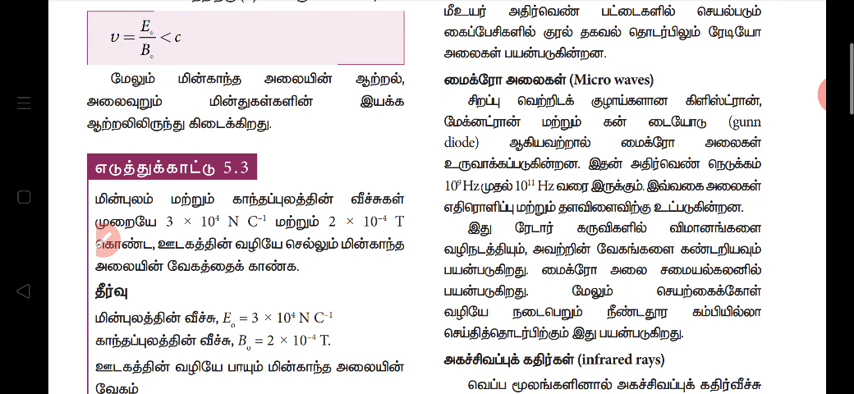 υ = E₀/B₀ < c
மேலும் மின்காந்த அலையின் ஆற்றல்,
அலைவுறும் மின்துகள்களின் இயக்க
ஆற்றலிலிருந்து கிடைக்கிறது.
எடுத்துக்காட்டு 5.3
மின்புலம் மற்றும் காந்தப்புலத்தின் வீச்சுகள்
முறையே 3 × 10⁴ N C⁻¹ மற்றும் 2 × 10⁻⁴ T
கொண்ட, ஊடகத்தின் வழியே செல்லும் மின்காந்த
அலையின் வேகத்தைக் காண்க.
தீர்வு
மின்புலத்தின் வீச்சு, E₀ = 3 × 10⁴ N C⁻¹
காந்தப்புலத்தின் வீச்சு, B₀ = 2 × 10⁻⁴ T.
ஊடகத்தின் வழியே பாயும் மின்காந்த அலையின்
வேகம்
மீஉயர் அதிர்வெண் பட்டைகளில் செயல்படும்
கைப்பேசிகளில் குரல் தகவல் தொடர்பிலும் ரேடியோ
அலைகள் பயன்படுகின்றன.
மைக்ரோ அலைகள் (Micro waves)
சிறப்பு வெற்றிடக் குழாய்களான கிளிஸ்ட்ரான்,
மேக்னட்ரான் மற்றும் கன் டையோடு (gunn
diode) ஆகியவற்றால் மைக்ரோ அலைகள்
உருவாக்கப்படுகின்றன. இதன் அதிர்வெண் நெடுக்கம்
10⁹ Hz முதல் 10¹¹ Hz வரை இருக்கும். இவ்வகை அலைகள்
எதிரொளிப்பு மற்றும் தளவிளைவிற்கு உட்படுகின்றன.
இது ரேடார் கருவிகளில் விமானங்களை
வழிநடத்தியும், அவற்றின் வேகங்களை கண்டறியவும்
பயன்படுகிறது. மைக்ரோ அலை சமையல்கலனில்
பயன்படுகிறது. மேலும் செயற்கைக்கோள்
வழியே நடைபெறும் நீண்டதூர கம்பியில்லா
செய்தித்தொடர்பிற்கும் இது பயன்படுகிறது.
அகச்சிவப்புக் கதிர்கள் (infrared rays)
வெப்ப மூலங்களினால் அகச்சிவப்புக் கதிர்வீச்சு